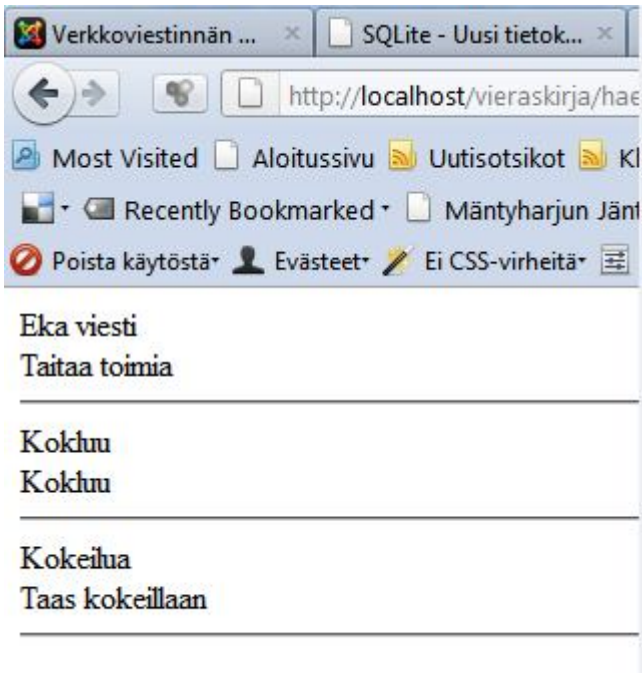 Verkkoviestinnän ... × SQLite - Uusi tietok... ×
http://localhost/vieraskirja/hae
Most Visited Aloitussivu Uutisotsikot Kl
Recently Bookmarked Mäntyharjun Jänt
Poista käytöstä Evästeet Ei CSS-virheitä
Eka viesti
Taitaa toimia
Kokluu
Kokluu
Kokeilua
Taas kokeillaan